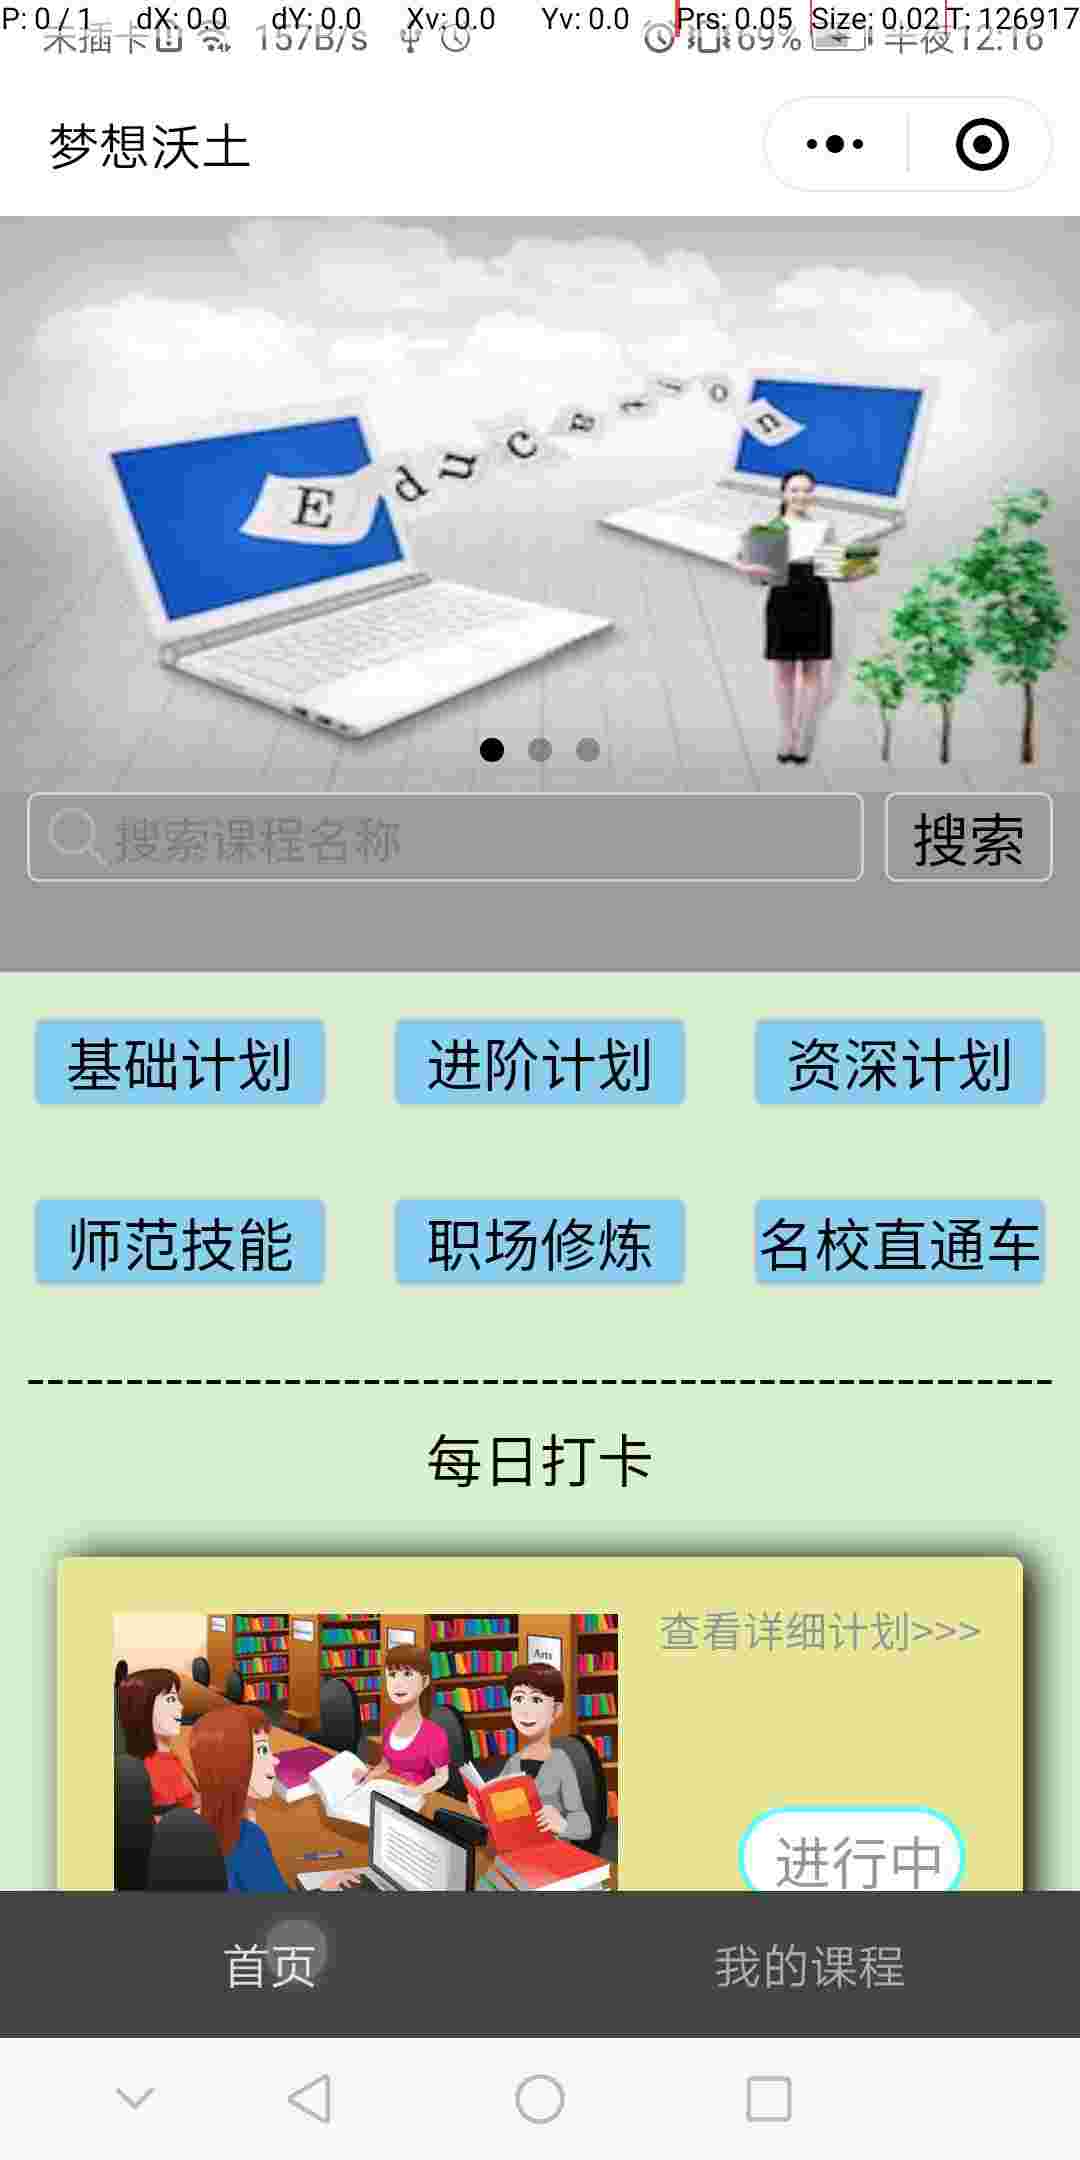 P: 0 / 1 dX: 0.0 dY: 0.0 Xv: 0.0 Yv: 0.0 Prs: 0.05 Size: 0.02 T: 126917
未插卡 157B/s 69% 半夜12:16
梦想沃土
E d u c a t i o n
搜索课程名称 搜索
基础计划 进阶计划 资深计划
师范技能 职场修炼 名校直通车
每日打卡
查看详细计划>>>
Arts
进行中
首页 我的课程